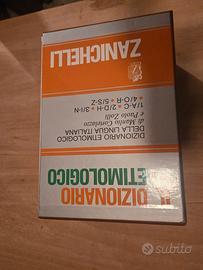 il DIZIONARIO
ETIMOLOGICO
DIZIONARIO ETIMOLOGICO
DELLA LINGUA ITALIANA
di Manlio Cortelazzo
e Paolo Zolli
1/A-C • 2/D-H • 3/I-N
• 4/O-R • 5/S-Z
ZANICHELLI
subito